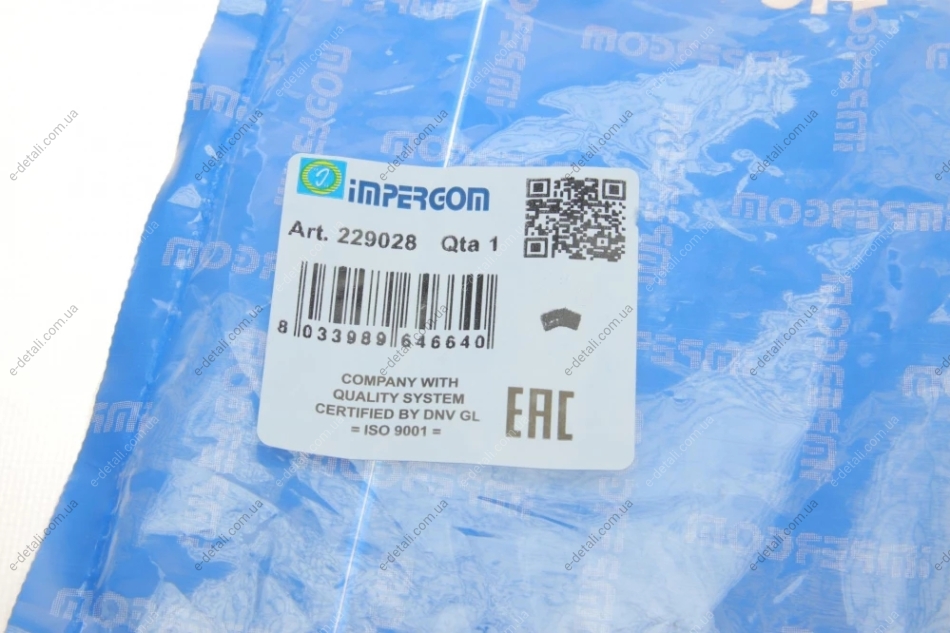 IMPERGOM
Art. 229028 Qta 1
8 033989 646640
COMPANY WITH
QUALITY SYSTEM
CERTIFIED BY DNV GL
= ISO 9001 =
EAC
e-detali.com.ua